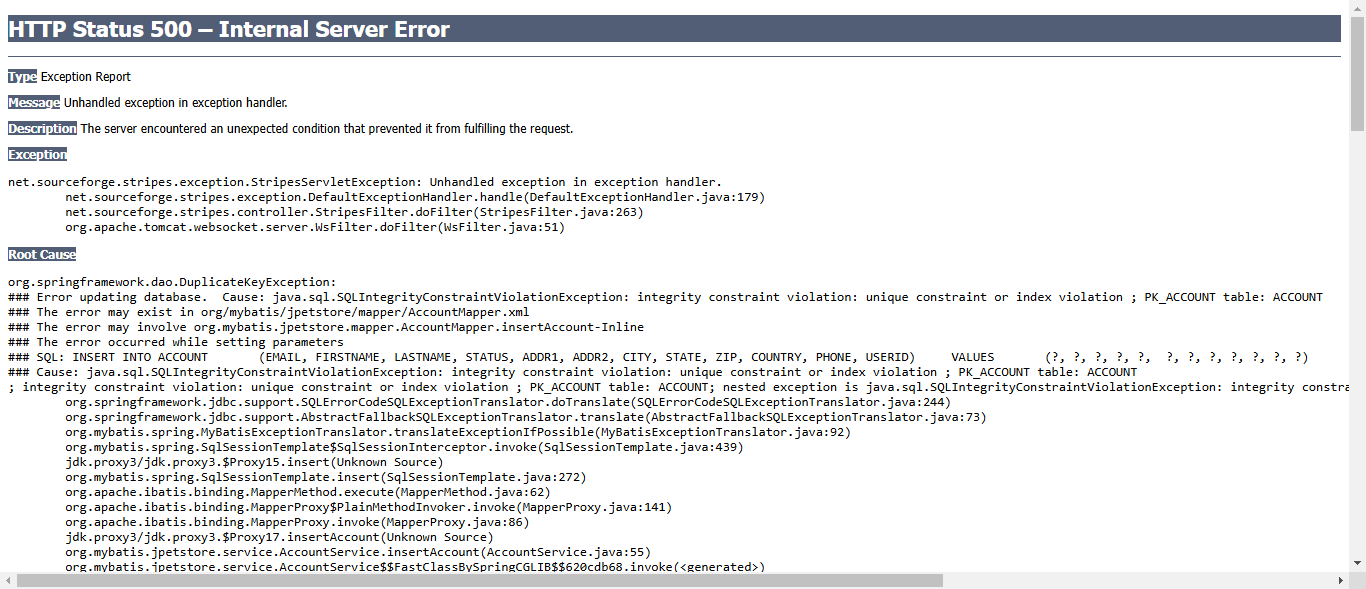 HTTP Status 500 – Internal Server Error
Type Exception Report
Message Unhandled exception in exception handler.
Description The server encountered an unexpected condition that prevented it from fulfilling the request.
Exception
net.sourceforge.stripes.exception.StripesServletException: Unhandled exception in exception handler.
net.sourceforge.stripes.exception.DefaultExceptionHandler.handle(DefaultExceptionHandler.java:179)
net.sourceforge.stripes.controller.StripesFilter.doFilter(StripesFilter.java:263)
org.apache.tomcat.websocket.server.WsFilter.doFilter(WsFilter.java:51)
Root Cause
org.springframework.dao.DuplicateKeyException:
### Error updating database.  Cause: java.sql.SQLIntegrityConstraintViolationException: integrity constraint violation: unique constraint or index violation ; PK_ACCOUNT table: ACCOUNT
### The error may exist in org/mybatis/jpetstore/mapper/AccountMapper.xml
### The error may involve org.mybatis.jpetstore.mapper.AccountMapper.insertAccount-Inline
### The error occurred while setting parameters
### SQL: INSERT INTO ACCOUNT       (EMAIL, FIRSTNAME, LASTNAME, STATUS, ADDR1, ADDR2, CITY, STATE, ZIP, COUNTRY, PHONE, USERID)     VALUES       (?, ?, ?, ?, ?,  ?, ?, ?, ?, ?, ?, ?)
### Cause: java.sql.SQLIntegrityConstraintViolationException: integrity constraint violation: unique constraint or index violation ; PK_ACCOUNT table: ACCOUNT
; integrity constraint violation: unique constraint or index violation ; PK_ACCOUNT table: ACCOUNT; nested exception is java.sql.SQLIntegrityConstraintViolationException: integrity constra
org.springframework.jdbc.support.SQLErrorCodeSQLExceptionTranslator.doTranslate(SQLErrorCodeSQLExceptionTranslator.java:244)
org.springframework.jdbc.support.AbstractFallbackSQLExceptionTranslator.translate(AbstractFallbackSQLExceptionTranslator.java:73)
org.mybatis.spring.MyBatisExceptionTranslator.translateExceptionIfPossible(MyBatisExceptionTranslator.java:92)
org.mybatis.spring.SqlSessionTemplate$SqlSessionInterceptor.invoke(SqlSessionTemplate.java:439)
jdk.proxy3/jdk.proxy3.$Proxy15.insert(Unknown Source)
org.mybatis.spring.SqlSessionTemplate.insert(SqlSessionTemplate.java:272)
org.apache.ibatis.binding.MapperMethod.execute(MapperMethod.java:62)
org.apache.ibatis.binding.MapperProxy$PlainMethodInvoker.invoke(MapperProxy.java:141)
org.apache.ibatis.binding.MapperProxy.invoke(MapperProxy.java:86)
jdk.proxy3/jdk.proxy3.$Proxy17.insertAccount(Unknown Source)
org.mybatis.jpetstore.service.AccountService.insertAccount(AccountService.java:55)
org.mybatis.jpetstore.service.AccountService$$FastClassBySpringCGLIB$$620cdb68.invoke(<generated>)